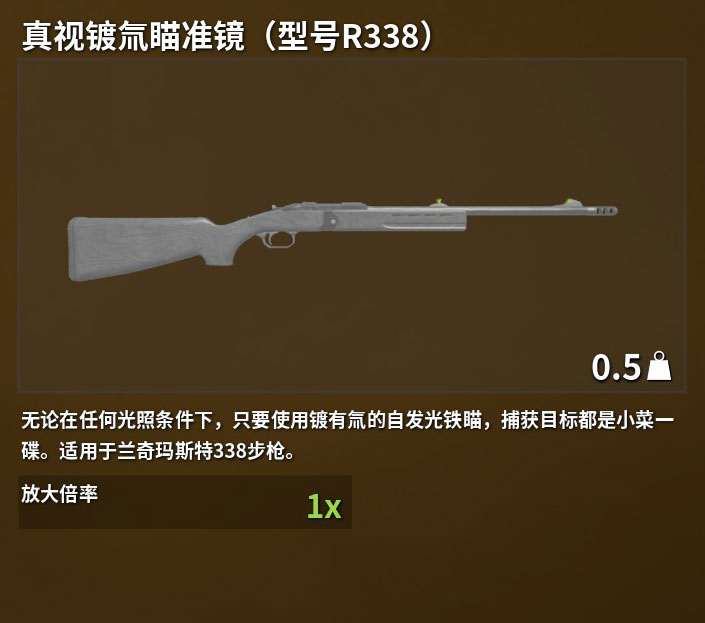 真视镀氚瞄准镜（型号R338）
0.5
无论在任何光照条件下，只要使用镀有氚的自发光铁瞄，捕获目标都是小菜一
碟。适用于兰奇玛斯特338步枪。
放大倍率
1x